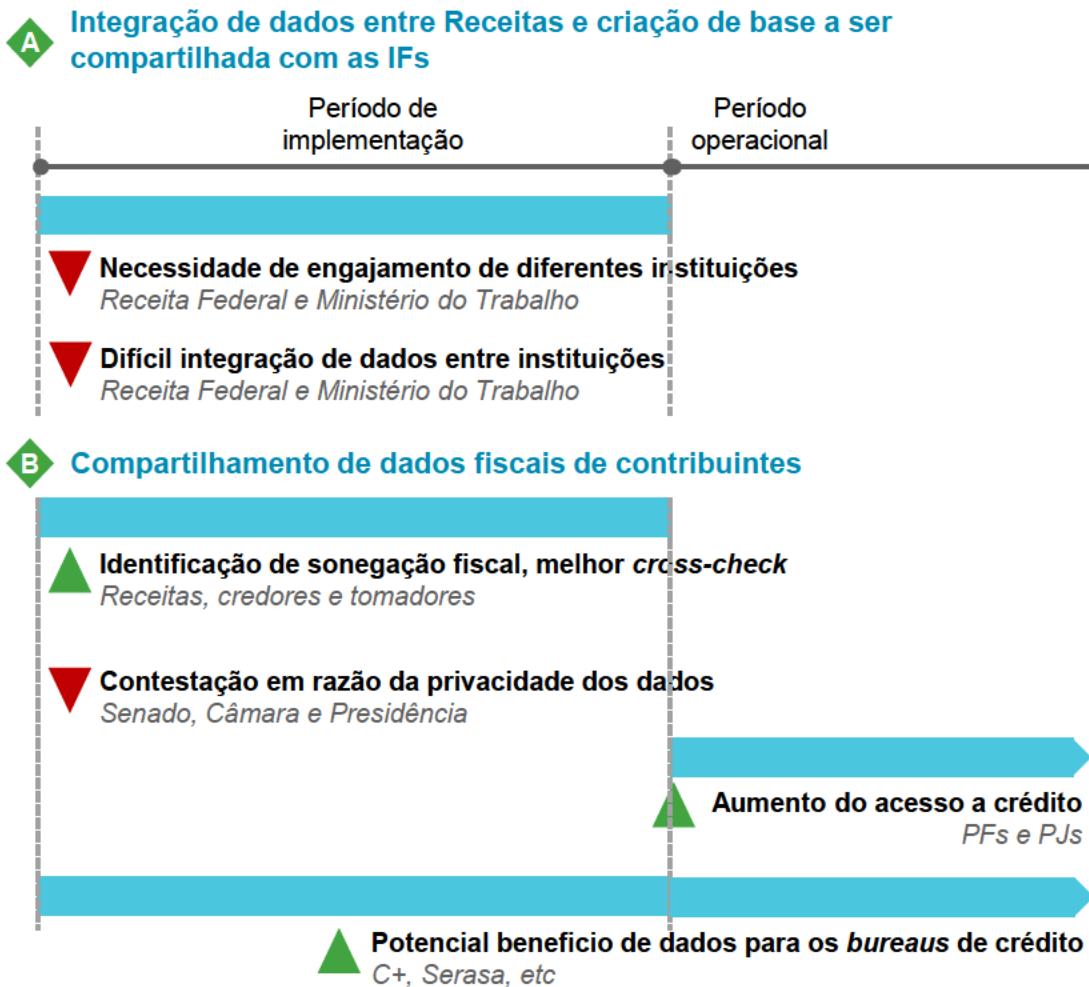 A
Integração de dados entre Receitas e criação de base a ser
compartilhada com as IFs
Período de
implementação
Período
operacional
Necessidade de engajamento de diferentes instituições
Receita Federal e Ministério do Trabalho
Difícil integração de dados entre instituições
Receita Federal e Ministério do Trabalho
B
Compartilhamento de dados fiscais de contribuintes
Identificação de sonegação fiscal, melhor cross-check
Receitas, credores e tomadores
Contestação em razão da privacidade dos dados
Senado, Câmara e Presidência
Aumento do acesso a crédito
PFs e PJs
Potencial beneficio de dados para os bureaus de crédito
C+, Serasa, etc